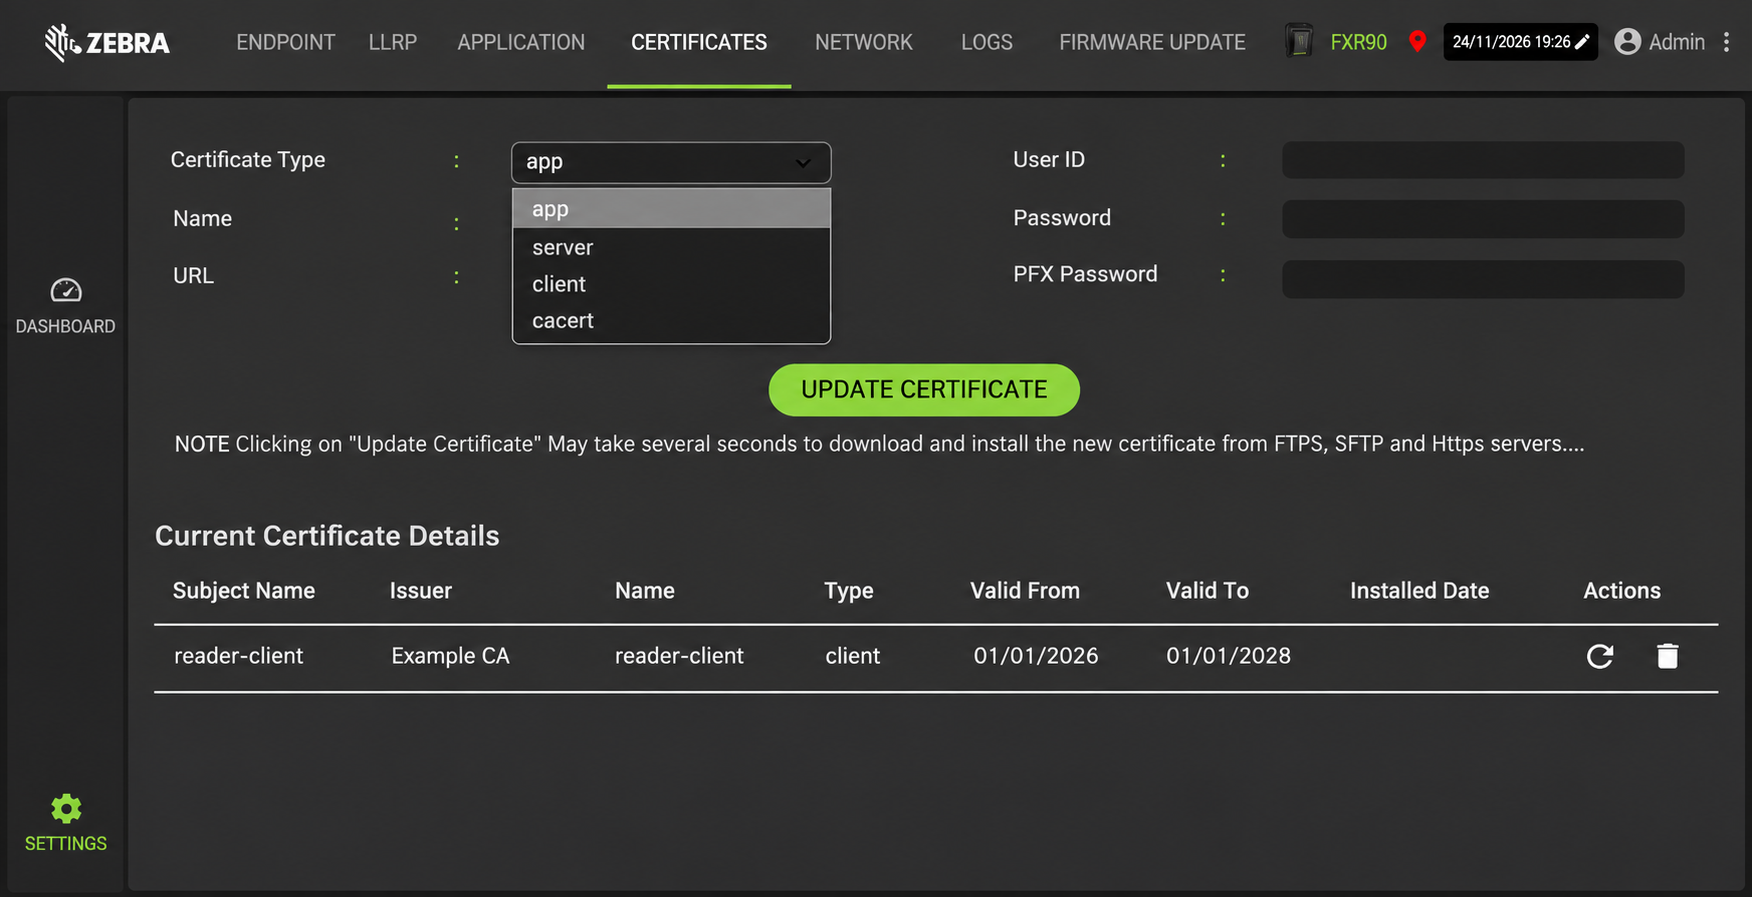 ZEBRA ENDPOINT LLRP APPLICATION CERTIFICATES NETWORK LOGS FIRMWARE UPDATE FXR90 24/11/2026 19:26 Admin
DASHBOARD
SETTINGS
Certificate Type : app
app
server
client
cacert
Name :
URL :
User ID :
Password :
PFX Password :
UPDATE CERTIFICATE
NOTE Clicking on "Update Certificate" May take several seconds to download and install the new certificate from FTPS, SFTP and Https servers....
Current Certificate Details
Subject Name Issuer Name Type Valid From Valid To Installed Date Actions
reader-client Example CA reader-client client 01/01/2026 01/01/2028